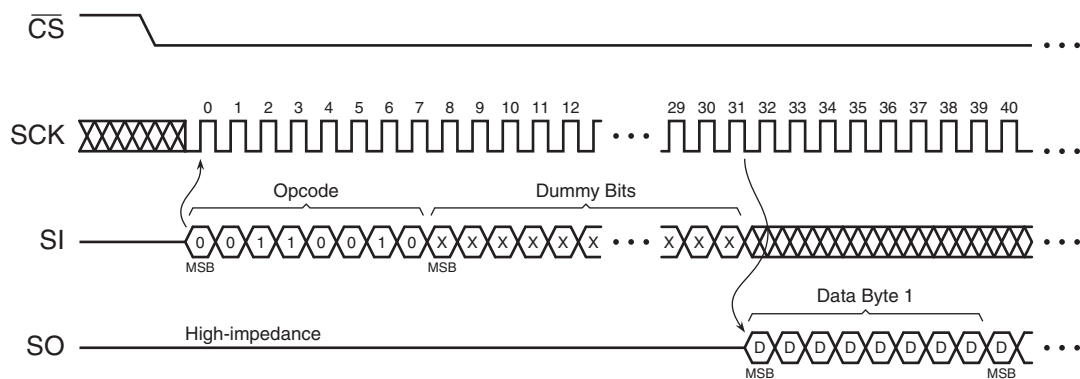 CS
0 1 2 3 4 5 6 7 8 9 10 11 12 29 30 31 32 33 34 35 36 37 38 39 40
SCK
Opcode Dummy Bits
SI 0 0 1 1 0 0 1 0 X X X X X X X X X
MSB MSB
Data Byte 1
High-impedance
SO D D D D D D D D D
MSB MSB